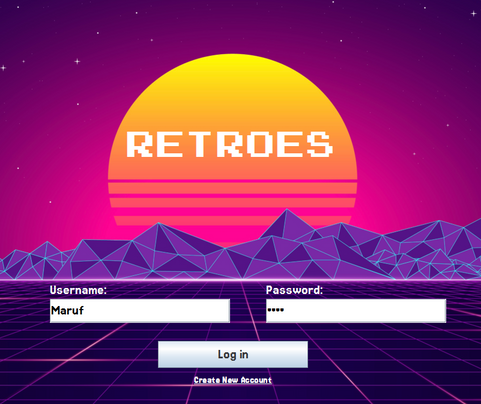 RETROES
Username: Password:
Maruf ••••
Log in
Create New Account